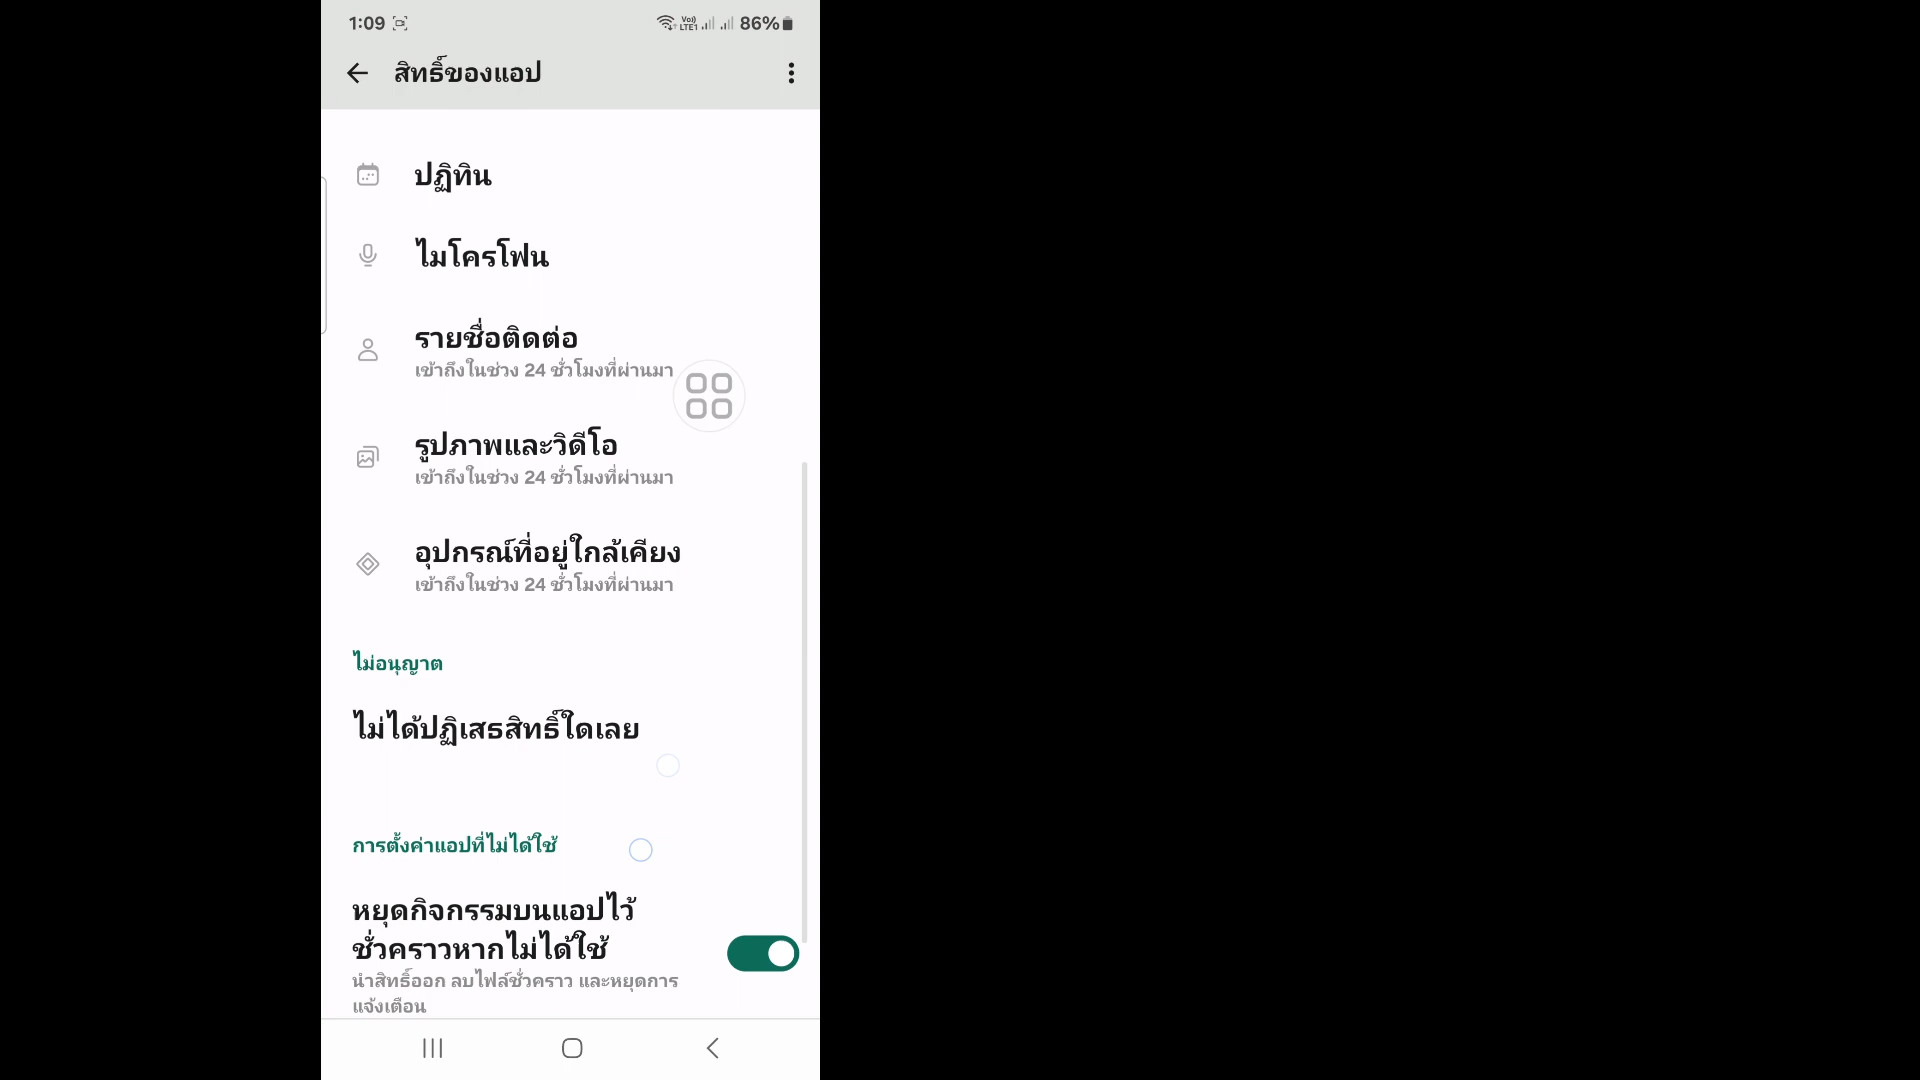 1:09 86%
Vo)) LTE1
สิทธิ์ของแอป
ปฏิทิน
ไมโครโฟน
รายชื่อติดต่อ
เข้าถึงในช่วง 24 ชั่วโมงที่ผ่านมา
รูปภาพและวิดีโอ
เข้าถึงในช่วง 24 ชั่วโมงที่ผ่านมา
อุปกรณ์ที่อยู่ใกล้เคียง
เข้าถึงในช่วง 24 ชั่วโมงที่ผ่านมา
ไม่อนุญาต
ไม่ได้ปฏิเสธสิทธิ์ใดเลย
การตั้งค่าแอปที่ไม่ได้ใช้
หยุดกิจกรรมบนแอปไว้
ชั่วคราวหากไม่ได้ใช้
นำสิทธิ์ออก ลบไฟล์ชั่วคราว และหยุดการ
แจ้งเตือน